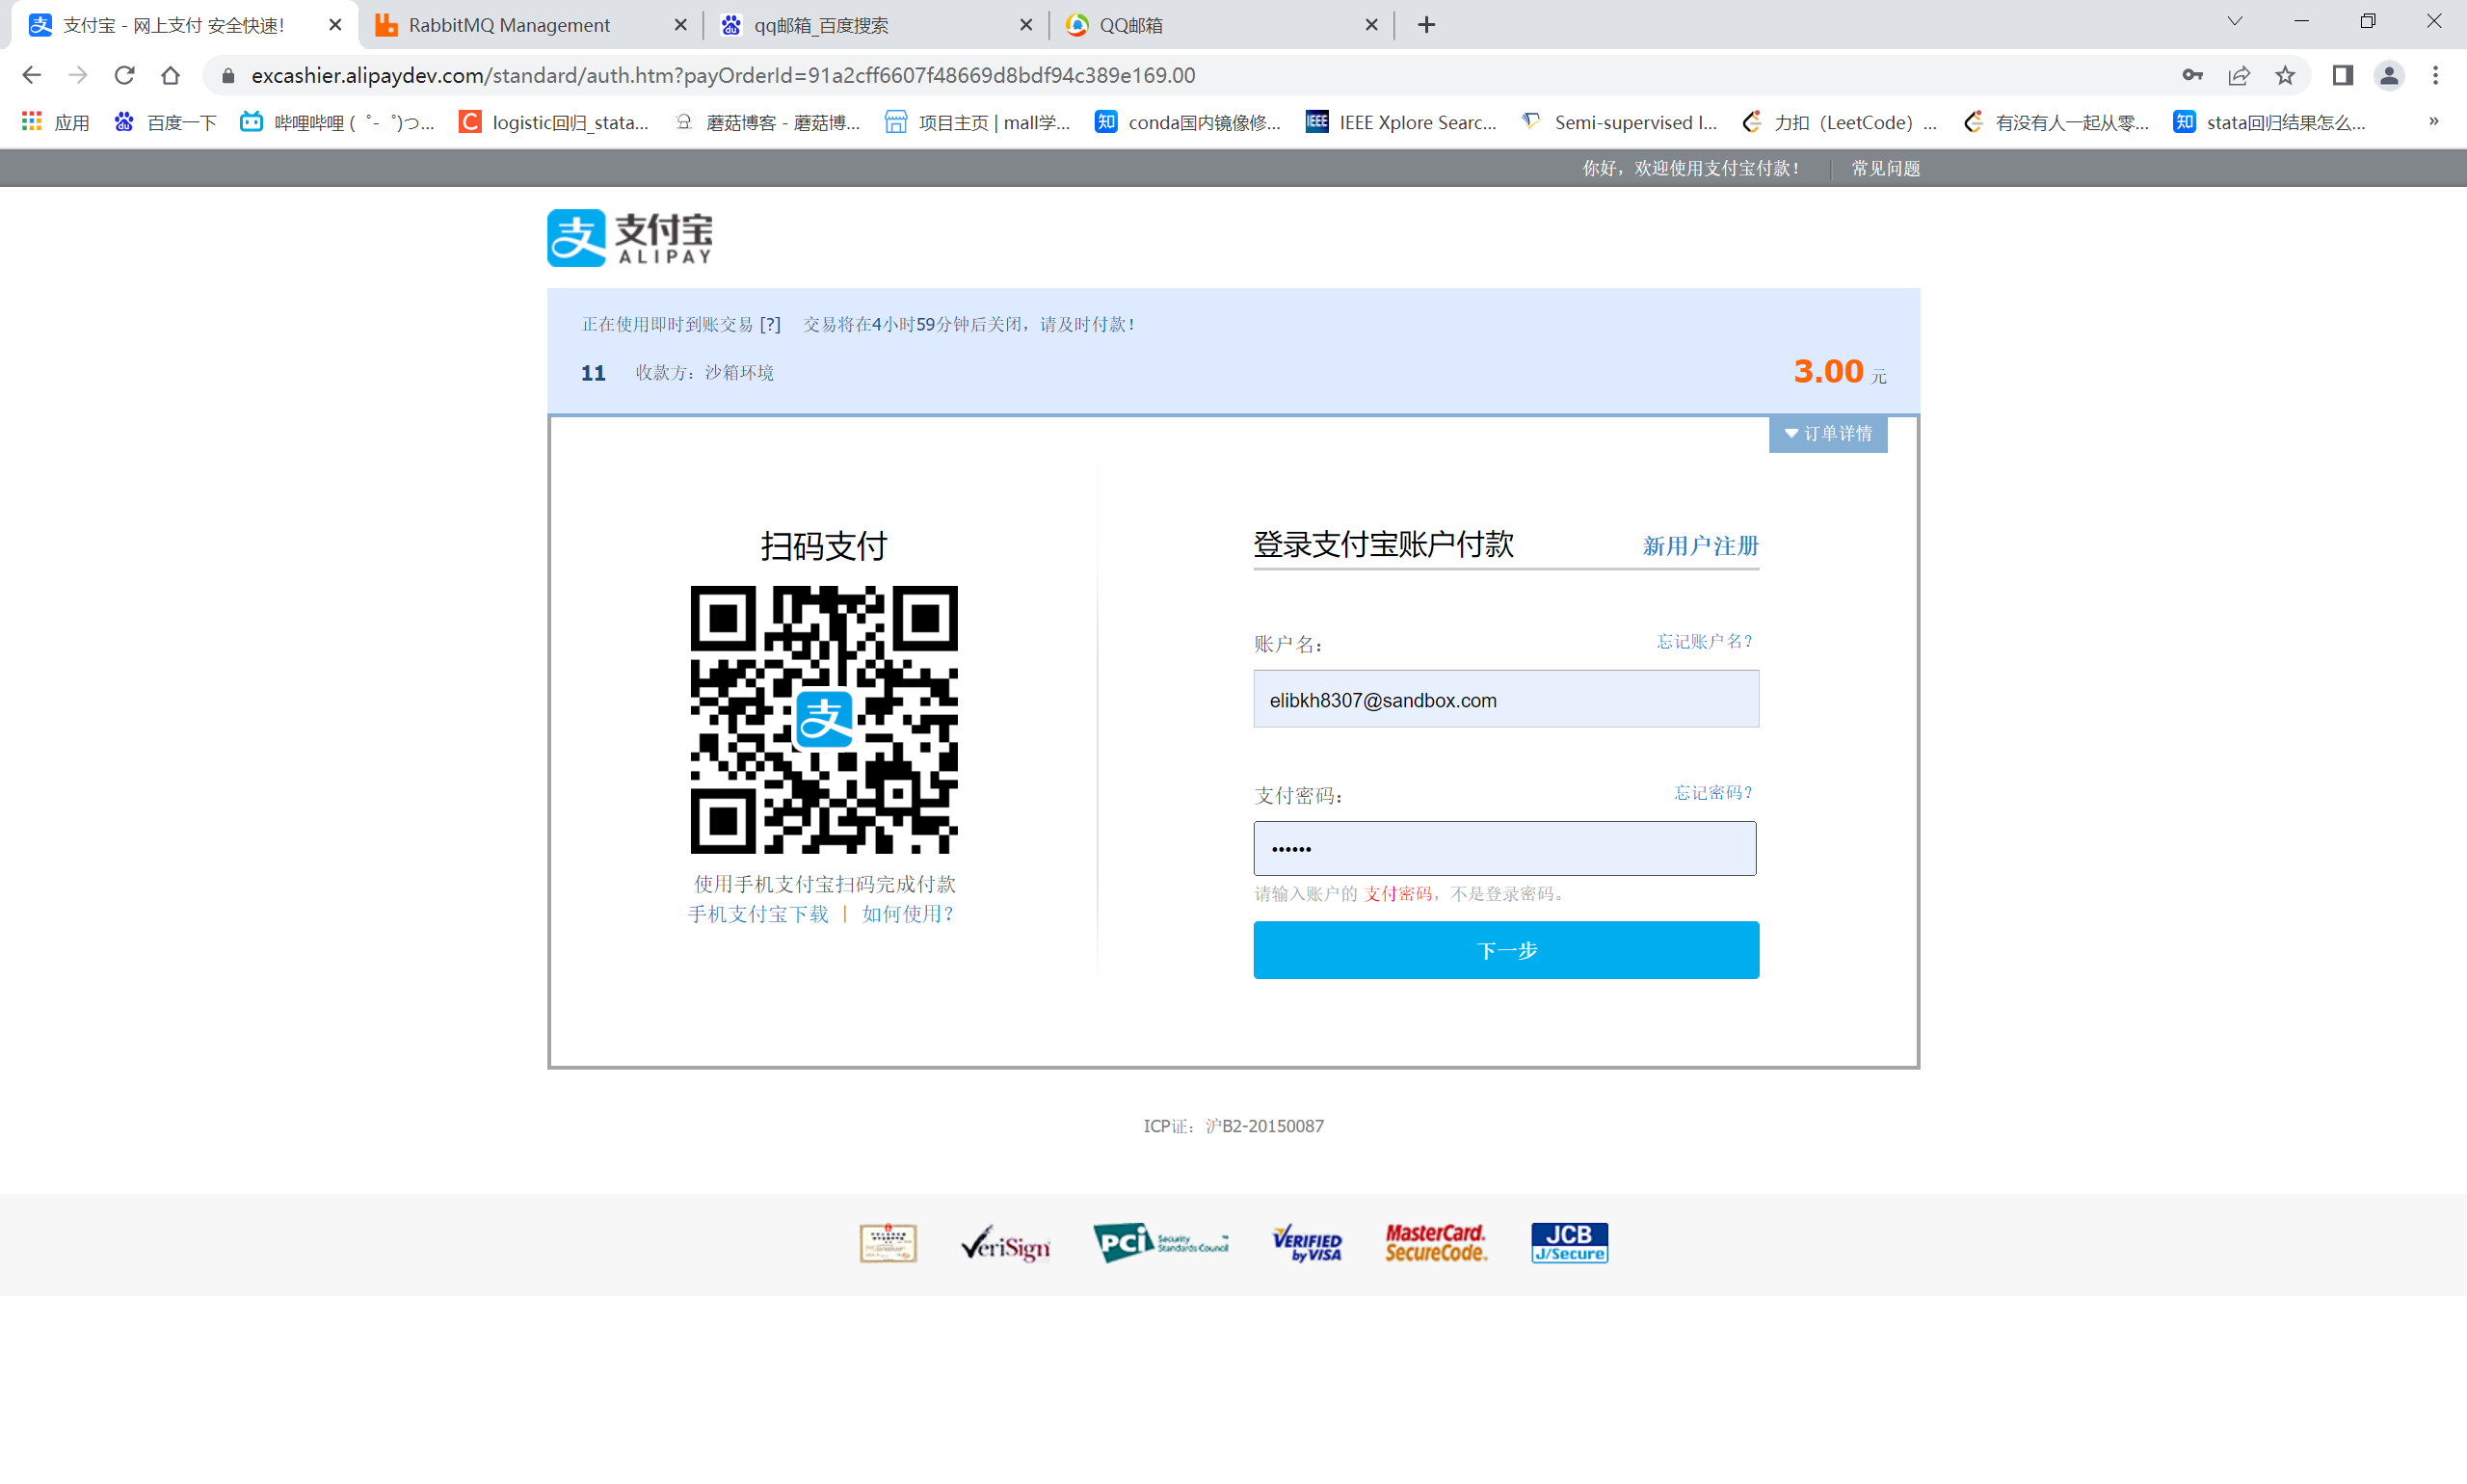 支付宝 - 网上支付 安全快速！
RabbitMQ Management
qq邮箱_百度搜索
QQ邮箱
excashier.alipaydev.com/standard/auth.htm?payOrderId=91a2cff6607f48669d8bdf94c389e169.00
应用
百度一下
哔哩哔哩 (゜-゜)つ...
C logistic回归_stata...
蘑菇博客 - 蘑菇博...
项目主页 | mall学...
知 conda国内镜像修...
IEEE IEEE Xplore Searc...
Semi-supervised l...
力扣（LeetCode）...
有没有人一起从零...
知 stata回归结果怎么...
»
你好，欢迎使用支付宝付款！
常见问题
支 支付宝
ALIPAY
正在使用即时到账交易 [?] 交易将在4小时59分钟后关闭，请及时付款！
11 收款方：沙箱环境
3.00 元
订单详情
扫码支付
支
使用手机支付宝扫码完成付款
手机支付宝下载 | 如何使用？
登录支付宝账户付款
新用户注册
账户名：
忘记账户名？
elibkh8307@sandbox.com
支付密码：
忘记密码？
••••••
请输入账户的 支付密码，不是登录密码。
下一步
ICP证：沪B2-20150087
VeriSign
PCI Security Standards Council
VERIFIED by VISA
MasterCard. SecureCode.
JCB J/Secure